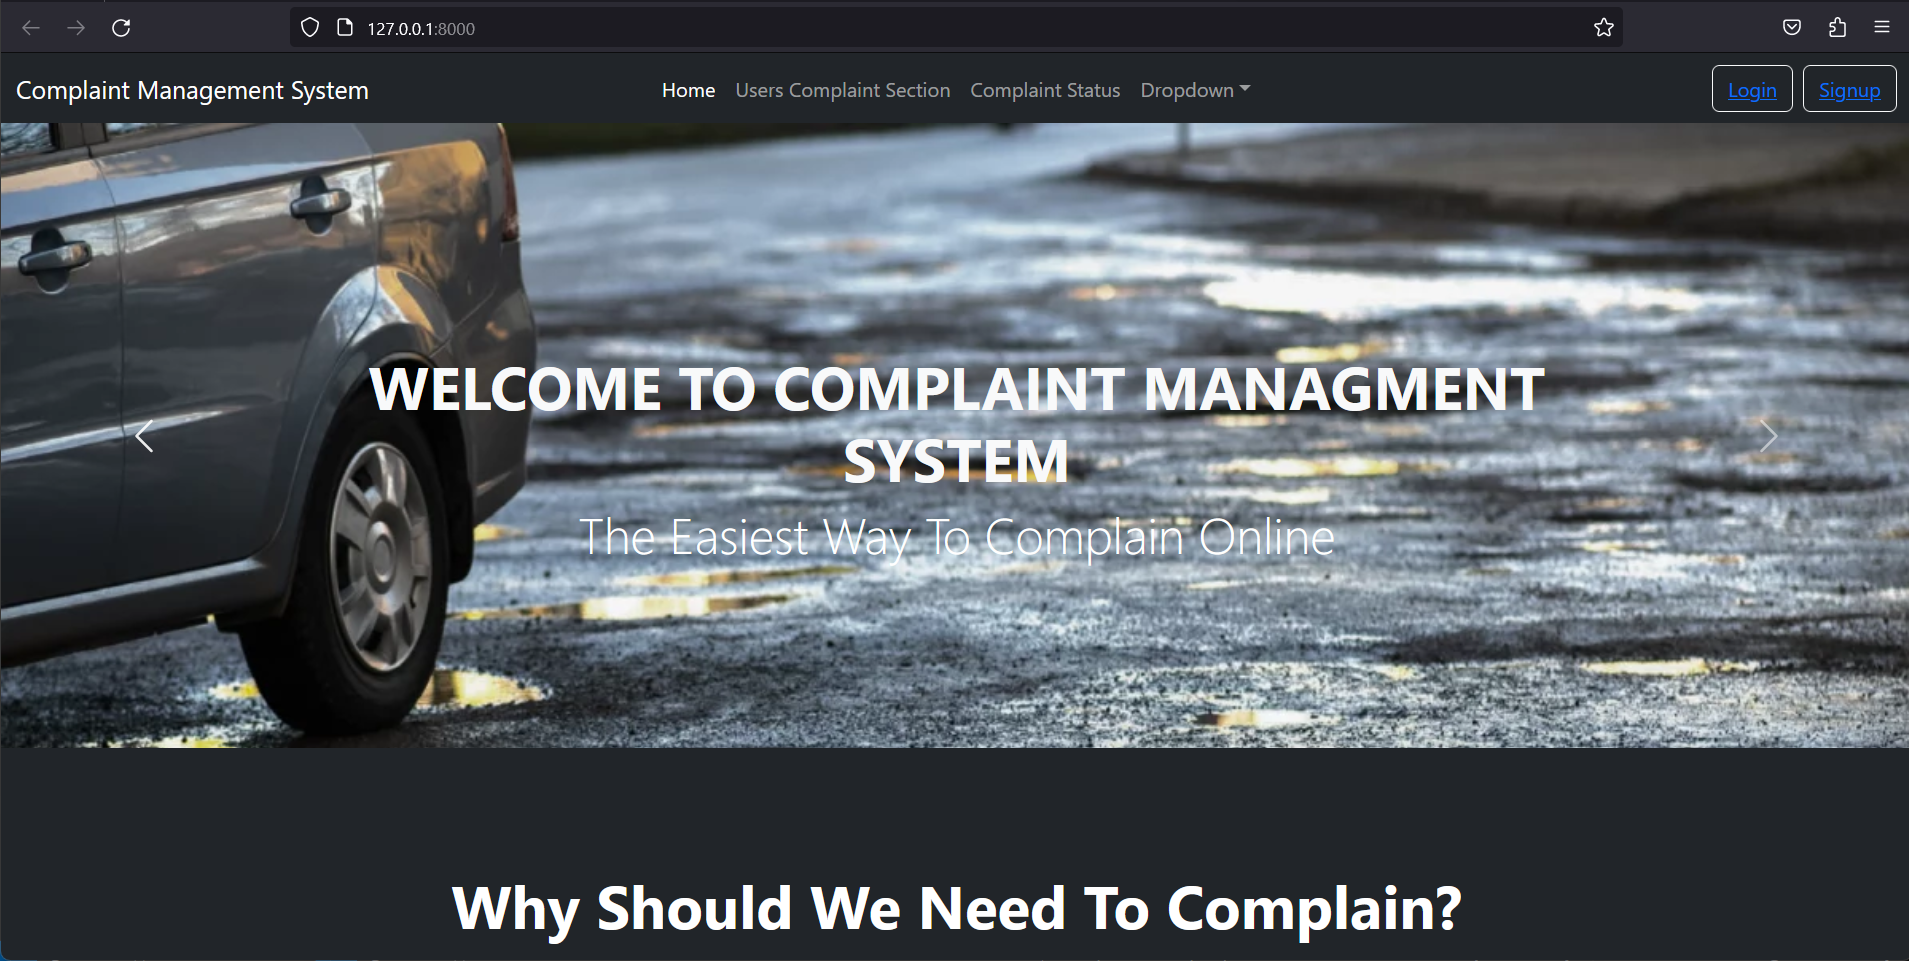 127.0.0.1:8000
Complaint Management System
Home Users Complaint Section Complaint Status Dropdown
Login Signup
WELCOME TO COMPLAINT MANAGMENT
SYSTEM
The Easiest Way To Complain Online
Why Should We Need To Complain?